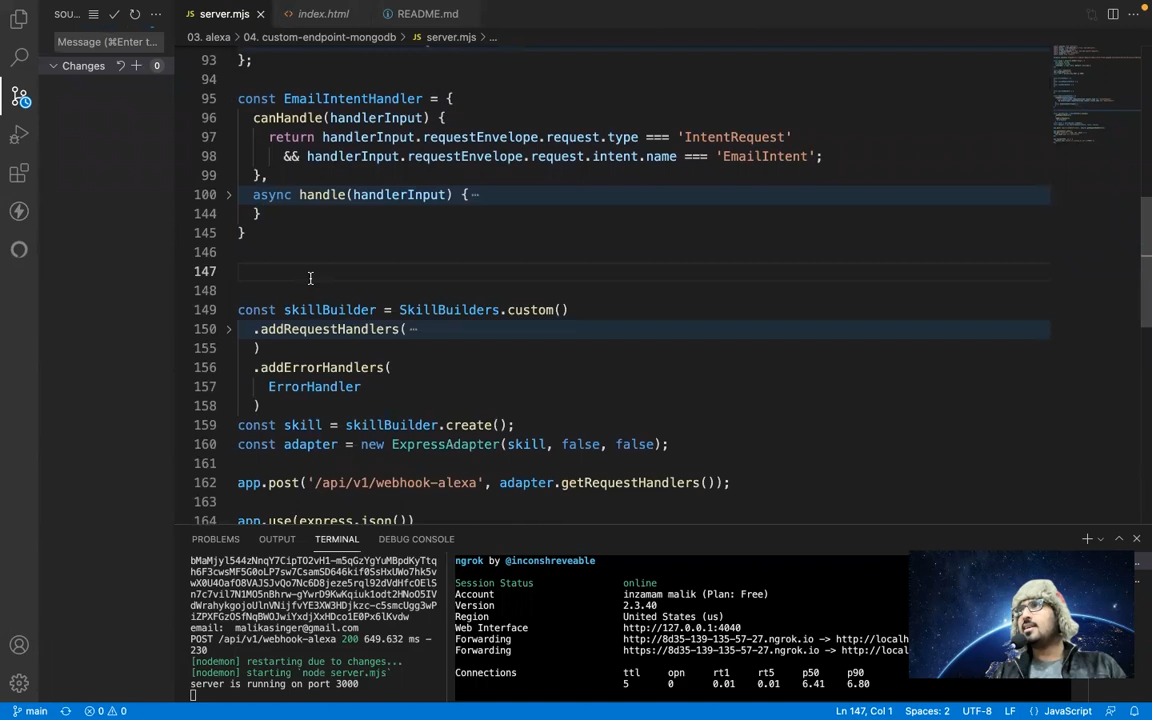 SOU...
server.mjs
index.html
README.md
Message (⌘Enter t...
03. alexa > 04. custom-endpoint-mongodb > server.mjs > ...
Changes 0
93 };
94
95 const EmailIntentHandler = {
96 canHandle(handlerInput) {
97 return handlerInput.requestEnvelope.request.type === 'IntentRequest'
98 && handlerInput.requestEnvelope.request.intent.name === 'EmailIntent';
99 },
100 async handle(handlerInput) {⋯
144 }
145 }
146
147
148
149 const skillBuilder = SkillBuilders.custom()
150 .addRequestHandlers(⋯
155 )
156 .addErrorHandlers(
157 ErrorHandler
158 )
159 const skill = skillBuilder.create();
160 const adapter = new ExpressAdapter(skill, false, false);
161
162 app.post('/api/v1/webhook-alexa', adapter.getRequestHandlers());
163
164 app.use(express.json())
PROBLEMS OUTPUT TERMINAL DEBUG CONSOLE
email: malikasinger@gmail.com
POST /api/v1/webhook-alexa 200 649.632 ms -
230
[nodemon] restarting due to changes...
[nodemon] starting `node server.mjs`
server is running on port 3000
ngrok by @inconshreveable
Session Status online
Account inzamam malik (Plan: Free)
Version 2.3.40
Region United States (us)
Web Interface http://127.0.0.1:4040
Forwarding http://8d35-139-135-57-27.ngrok.io -> http://localh
Forwarding https://8d35-139-135-57-27.ngrok.io -> http://local
Connections ttl opn rt1 rt5 p50 p90
5 0 0.01 0.01 6.41 6.80
main 0 0 Ln 147, Col 1 Spaces: 2 UTF-8 LF JavaScript